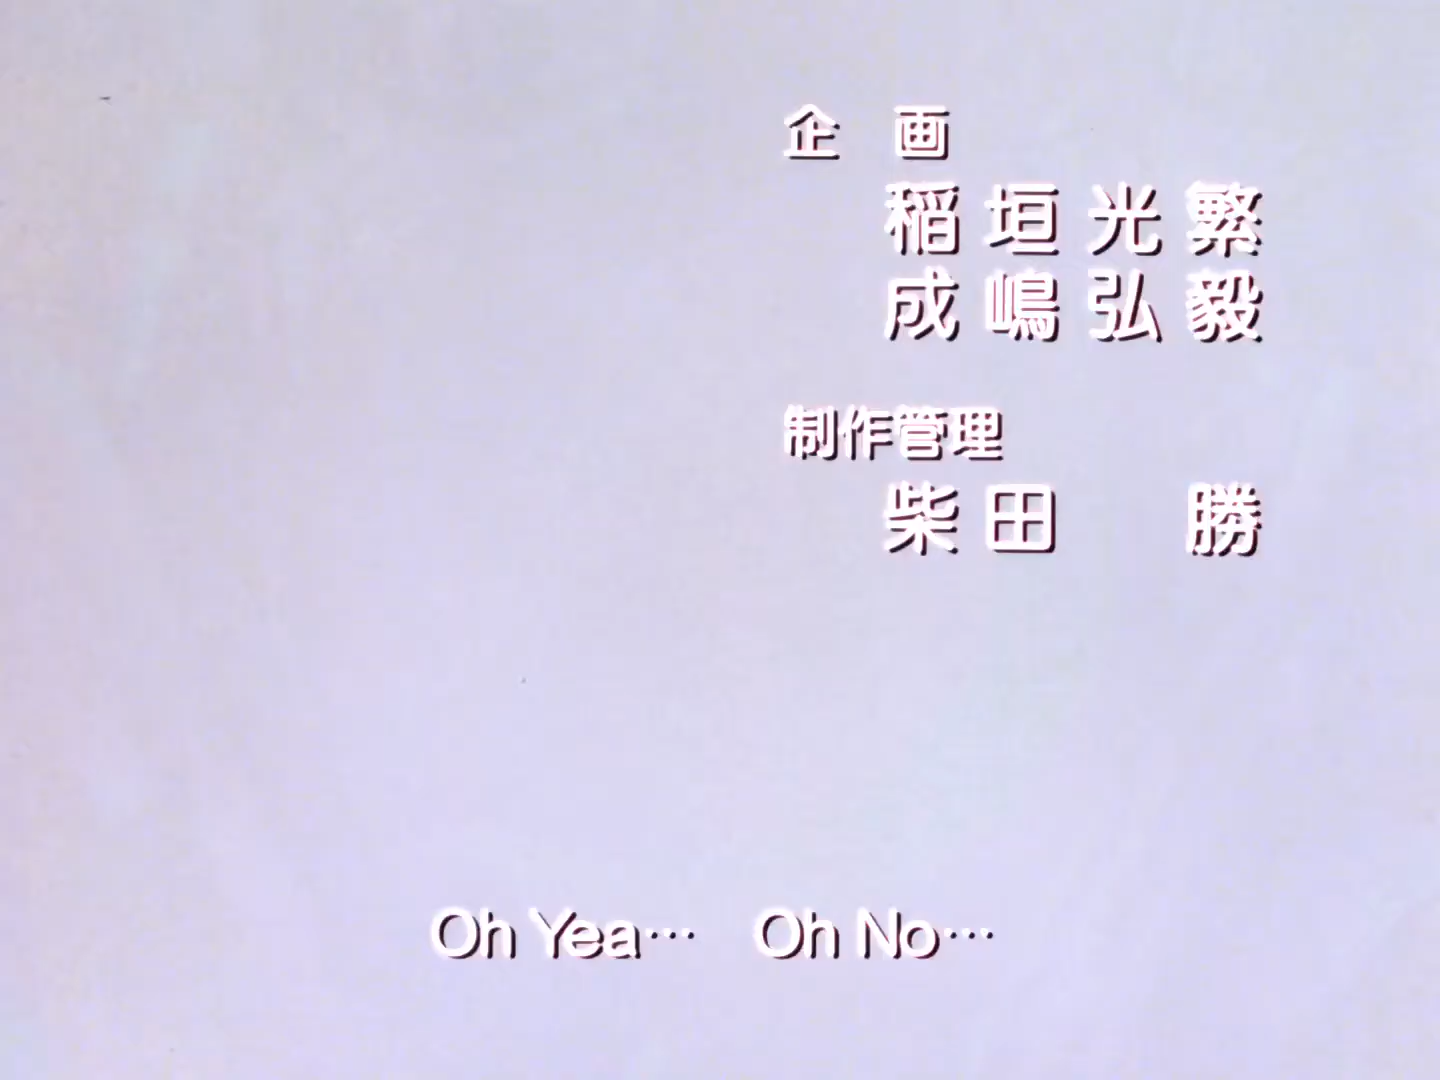 企 画
稲垣光繁
成嶋弘毅
制作管理
柴田 勝
Oh Yea… Oh No…